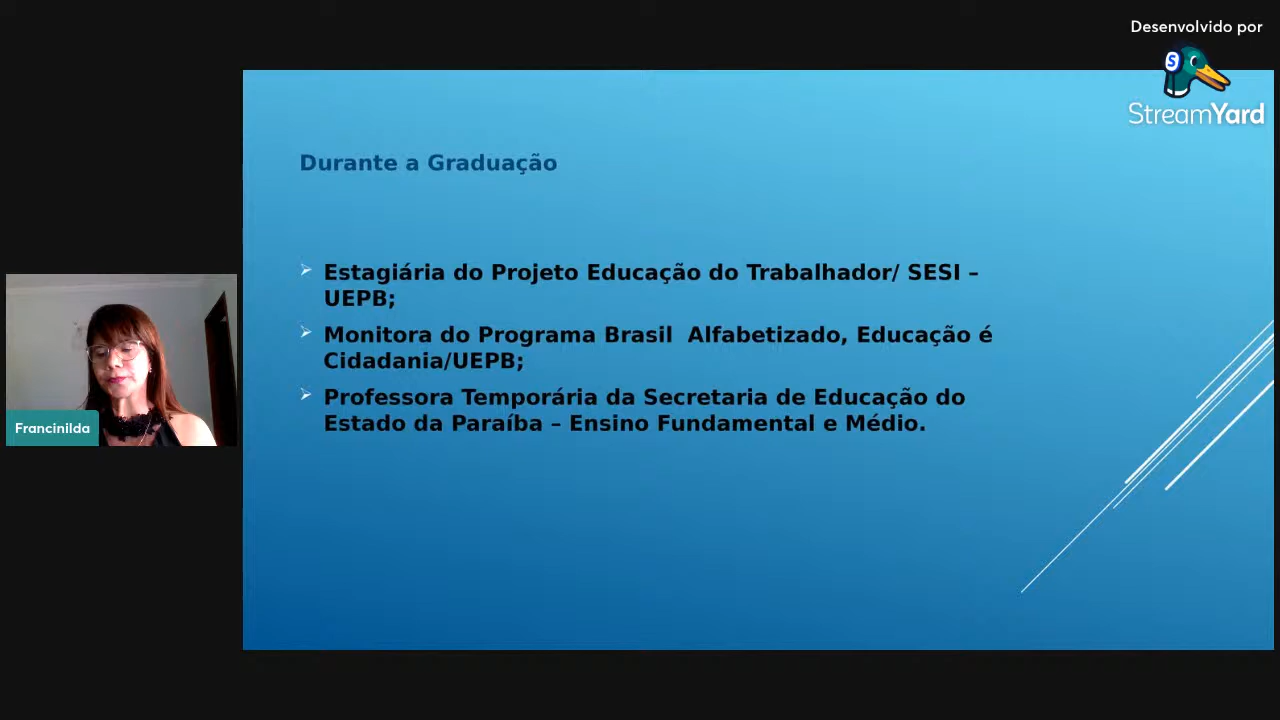 Desenvolvido por
S
StreamYard
Durante a Graduação
Estagiária do Projeto Educação do Trabalhador/ SESI –
UEPB;
Monitora do Programa Brasil  Alfabetizado, Educação é
Cidadania/UEPB;
Professora Temporária da Secretaria de Educação do
Estado da Paraíba – Ensino Fundamental e Médio.
Francinilda